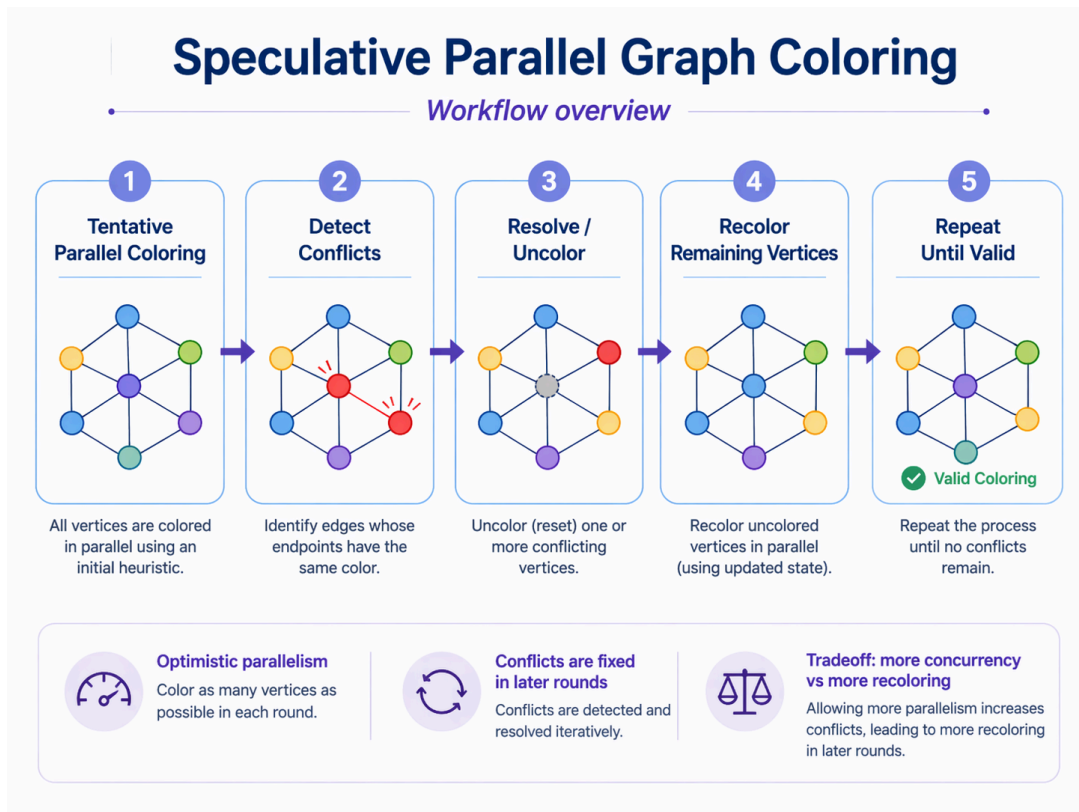 Speculative Parallel Graph Coloring
Workflow overview
1
Tentative
Parallel Coloring
All vertices are colored
in parallel using an
initial heuristic.
2
Detect
Conflicts
Identify edges whose
endpoints have the
same color.
3
Resolve /
Uncolor
Uncolor (reset) one or
more conflicting
vertices.
4
Recolor
Remaining Vertices
Recolor uncolored
vertices in parallel
(using updated state).
5
Repeat
Until Valid
Valid Coloring
Repeat the process
until no conflicts
remain.
Optimistic parallelism
Color as many vertices as
possible in each round.
Conflicts are fixed
in later rounds
Conflicts are detected and
resolved iteratively.
Tradeoff: more concurrency
vs more recoloring
Allowing more parallelism increases
conflicts, leading to more recoloring
in later rounds.